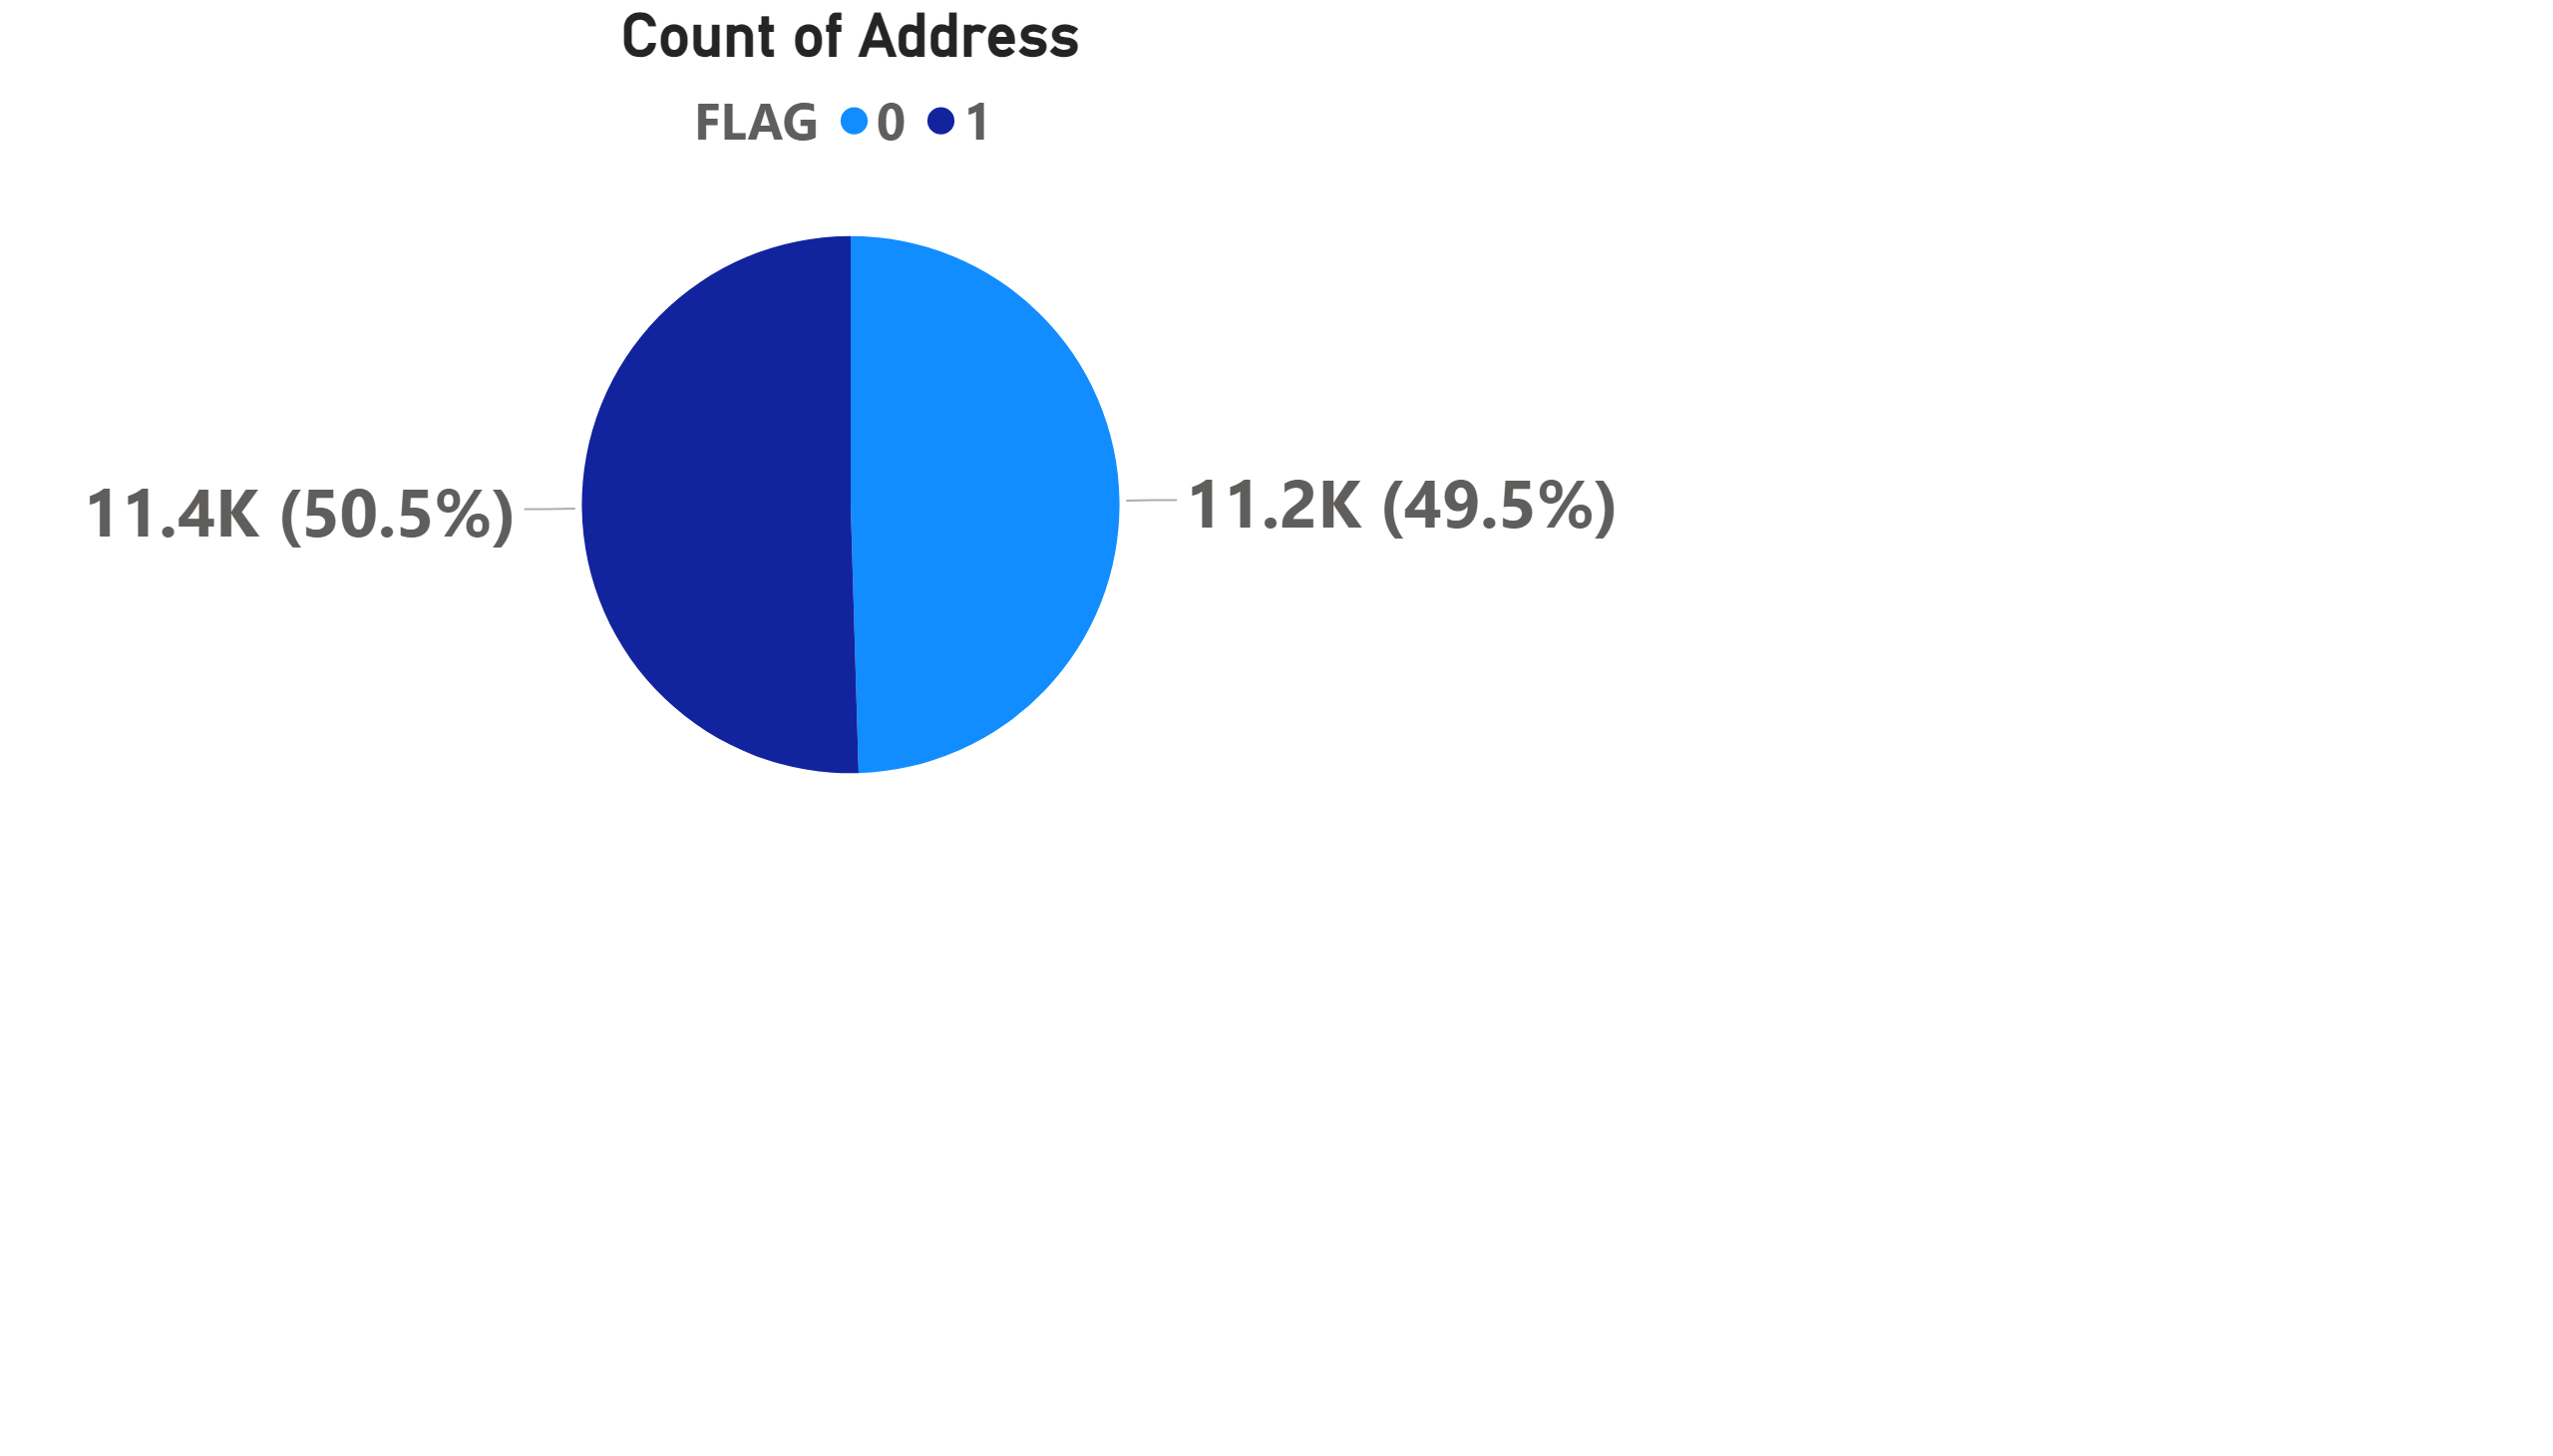 Count of Address
FLAG 0 1
11.4K (50.5%)
11.2K (49.5%)